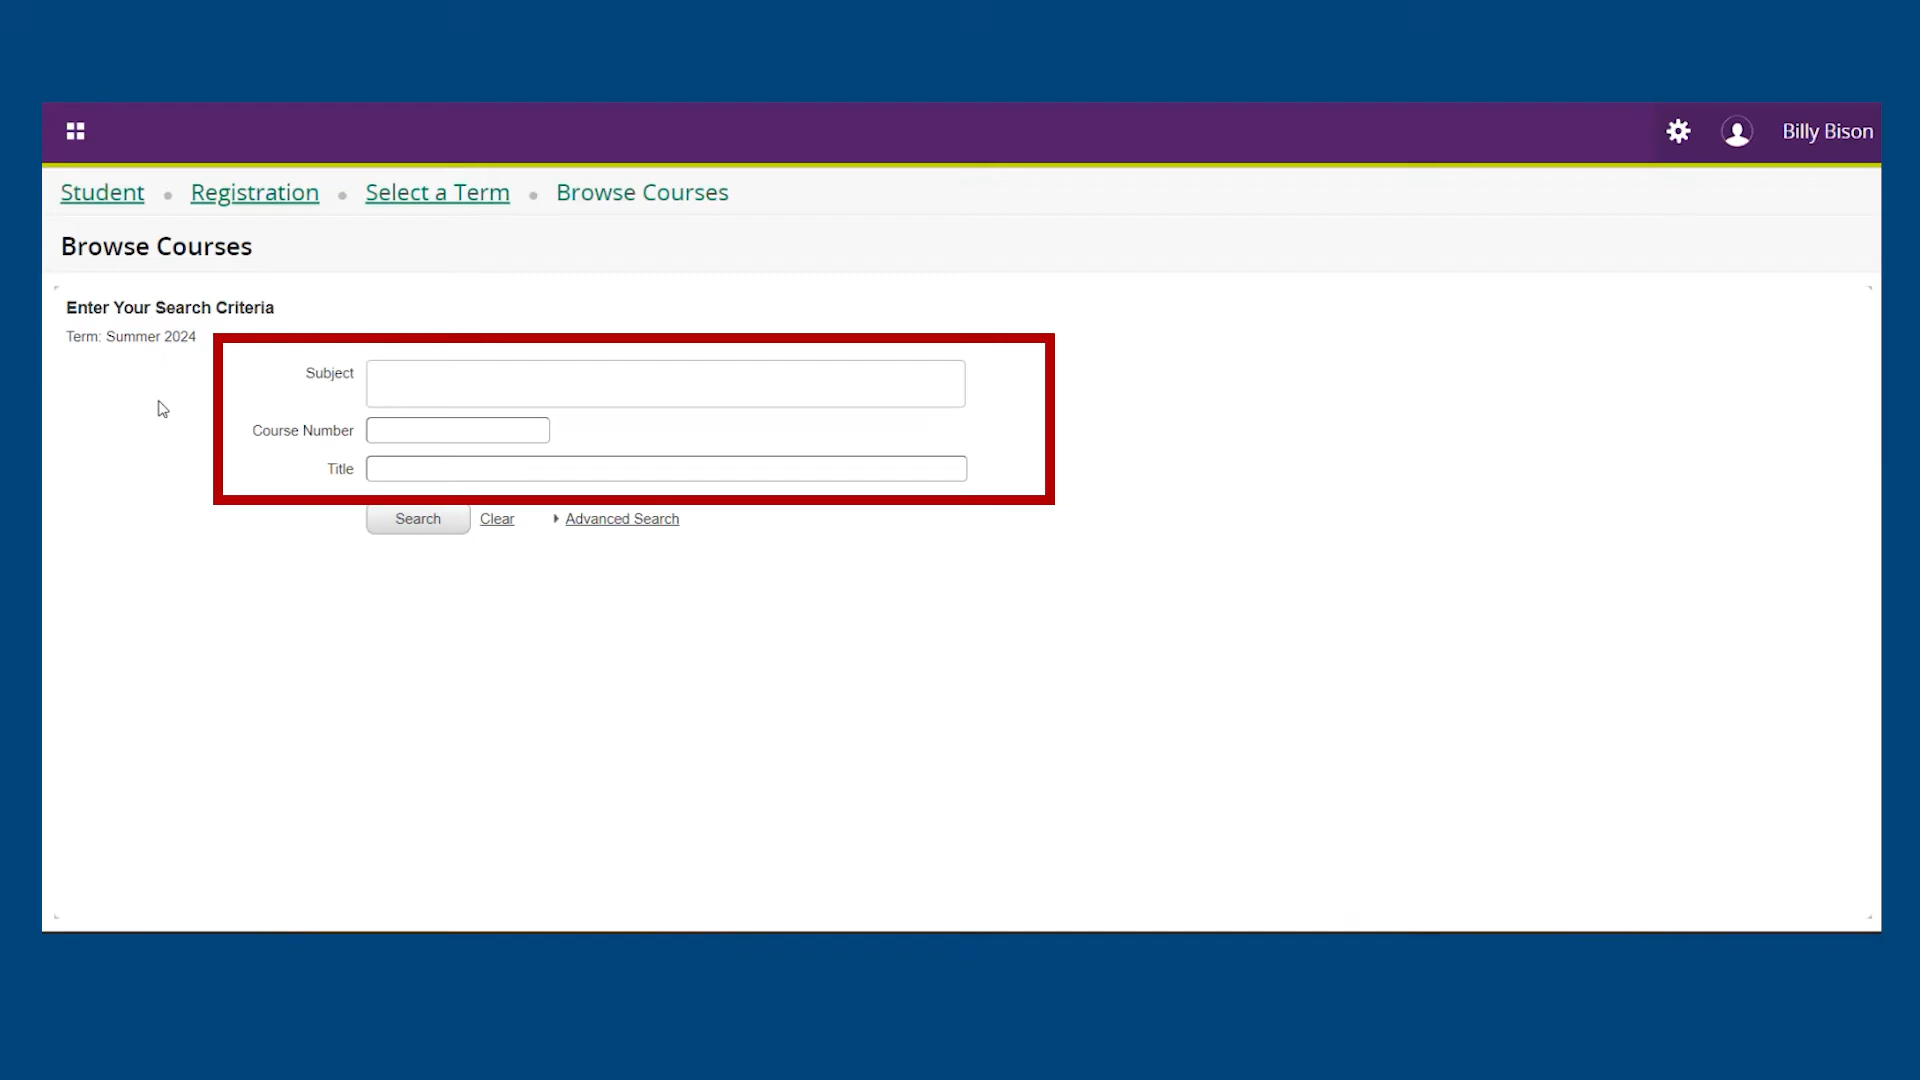 Billy Bison
Student • Registration • Select a Term • Browse Courses
Browse Courses
Enter Your Search Criteria
Term: Summer 2024
Subject
Course Number
Title
Search Clear Advanced Search